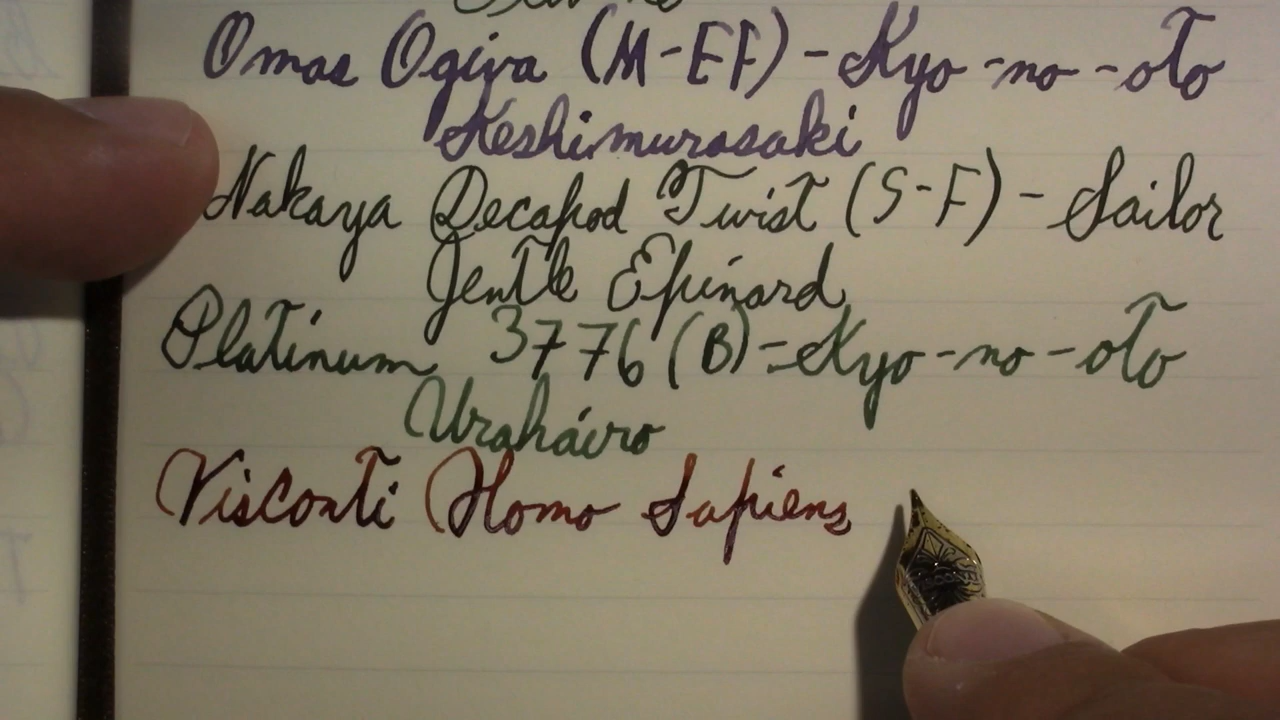 Omas Ogiva (M-EF) - Kyo-no-oto
Keshimurasaki
Nakaya Decapod Twist (S-F) - Sailor
Jentle Epinard
Platinum 3776 (B) - Kyo-no-oto
Urahairo
Visconti Homo Sapiens
VISCONTI